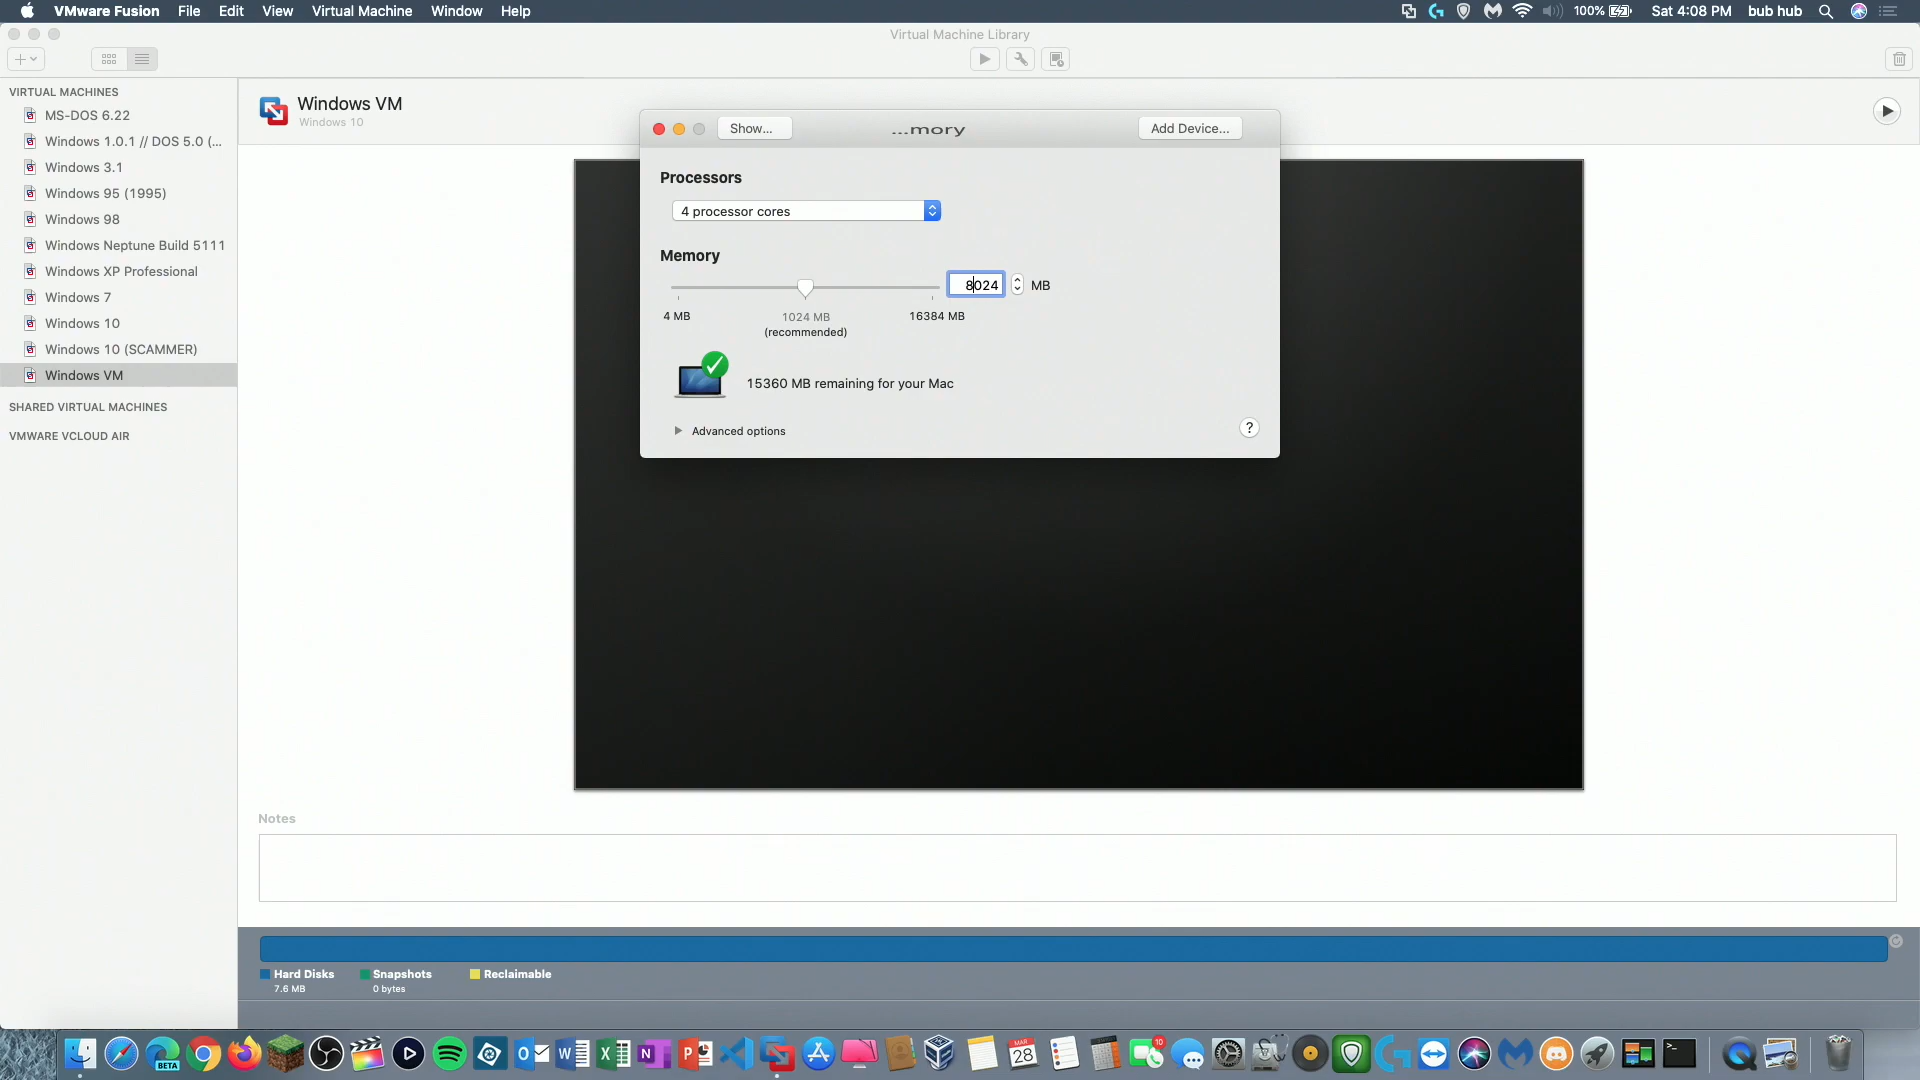 VMware Fusion File Edit View Virtual Machine Window Help
100% Sat 4:08 PM bub hub
Virtual Machine Library
VIRTUAL MACHINES
MS-DOS 6.22
Windows 1.0.1 // DOS 5.0 (...
Windows 3.1
Windows 95 (1995)
Windows 98
Windows Neptune Build 5111
Windows XP Professional
Windows 7
Windows 10
Windows 10 (SCAMMER)
Windows VM
SHARED VIRTUAL MACHINES
VMWARE VCLOUD AIR
Windows VM
Windows 10
Show...
...mory
Add Device...
Processors
4 processor cores
Memory
8024 MB
4 MB
1024 MB
(recommended)
16384 MB
15360 MB remaining for your Mac
Advanced options
?
Notes
Hard Disks
7.6 MB
Snapshots
0 bytes
Reclaimable
BETA
MAR
28
10